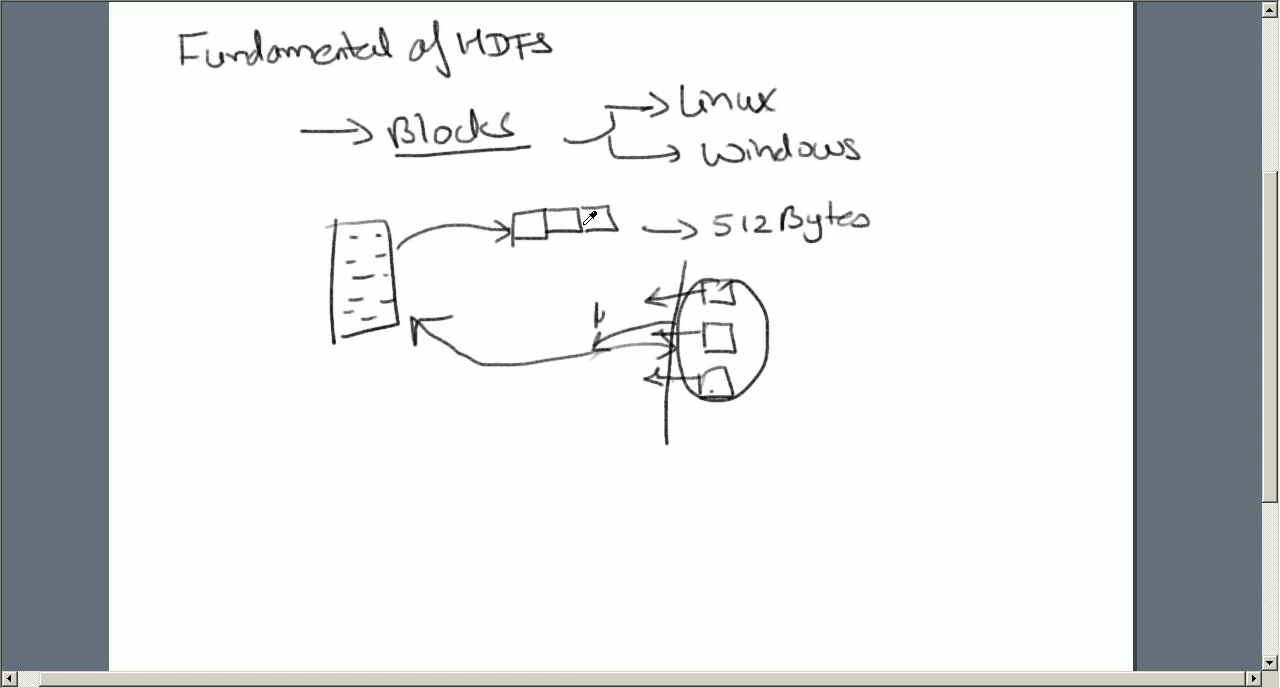 Fundamental of HDFS
→ Blocks → Linux
→ Windows
→ 512 Bytes